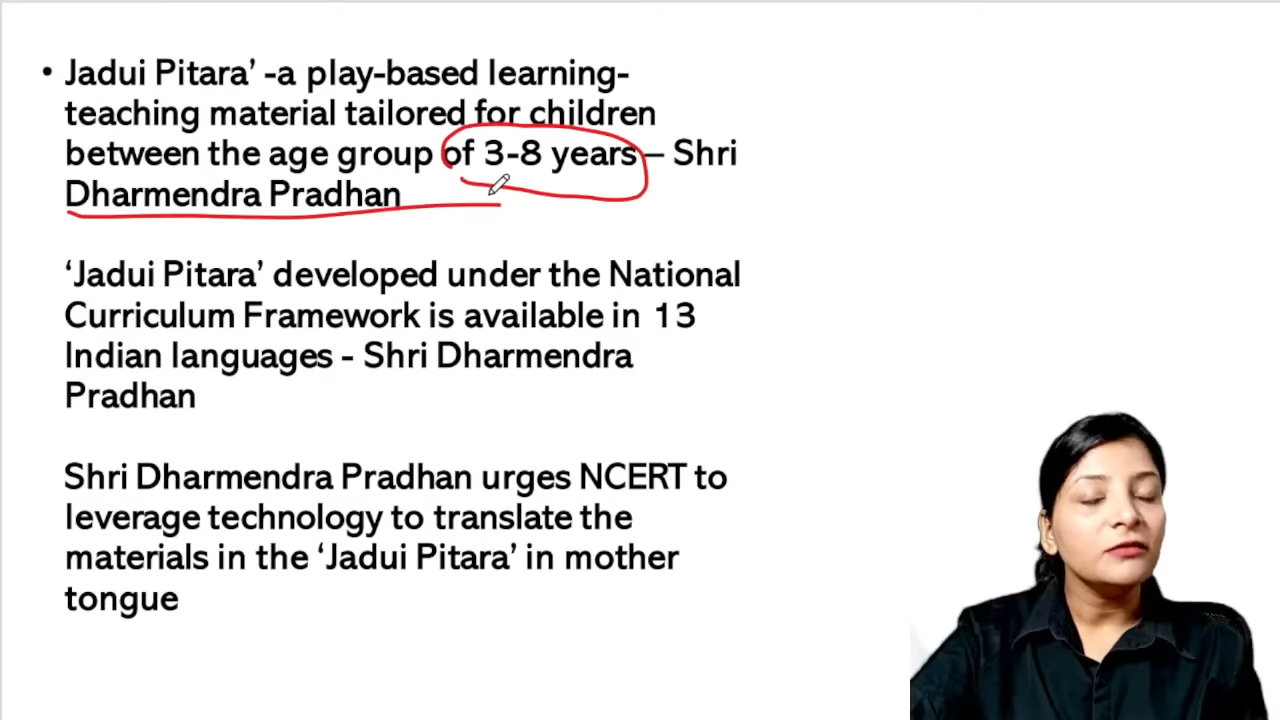 • Jadui Pitara’ -a play-based learning-
teaching material tailored for children
between the age group of 3-8 years – Shri
Dharmendra Pradhan
‘Jadui Pitara’ developed under the National
Curriculum Framework is available in 13
Indian languages - Shri Dharmendra
Pradhan
Shri Dharmendra Pradhan urges NCERT to
leverage technology to translate the
materials in the ‘Jadui Pitara’ in mother
tongue